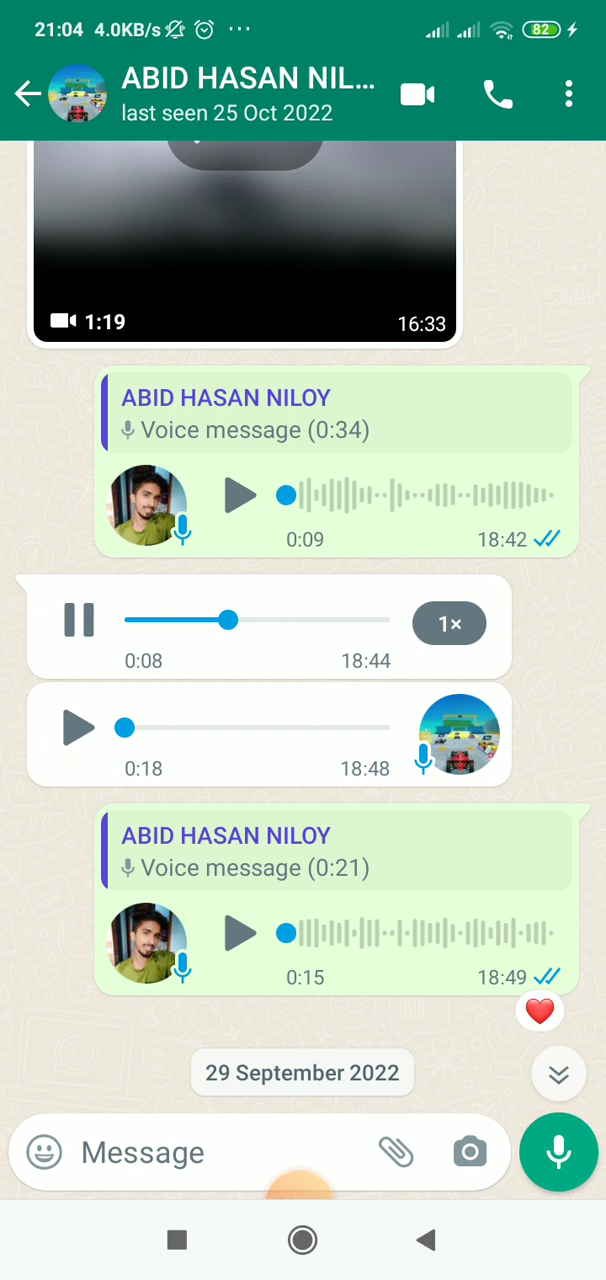 21:04 4.0KB/s ...
82
ABID HASAN NIL...
last seen 25 Oct 2022
1:19
16:33
ABID HASAN NILOY
Voice message (0:34)
0:09
18:42
1×
0:08
18:44
0:18
18:48
ABID HASAN NILOY
Voice message (0:21)
0:15
18:49
29 September 2022
Message